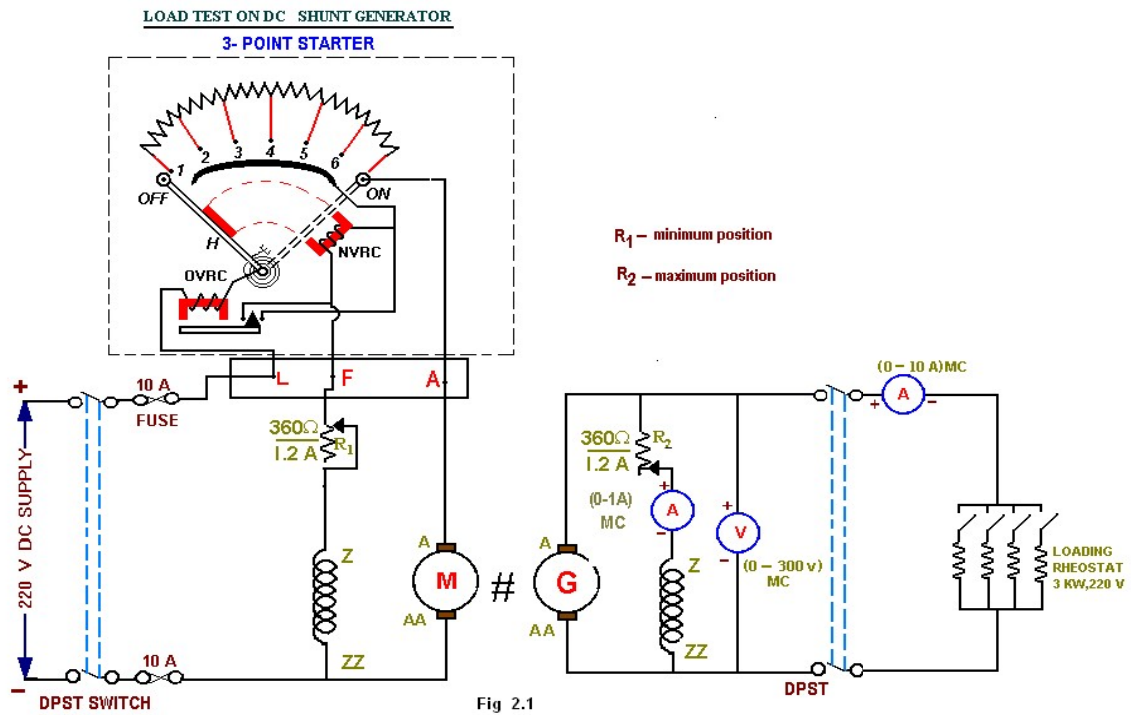 LOAD TEST ON DC SHUNT GENERATOR
3- POINT STARTER
1
2
3
4
5
6
OFF
ON
H
NVRC
OVRC
L
F
A
R1 – minimum position
R2 – maximum position
+
10 A
FUSE
220 V DC SUPPLY
–
10 A
DPST SWITCH
360Ω
1.2 A
R1
Z
ZZ
A
M
AA
#
A
G
AA
360Ω
1.2 A
R2
(0-1A)
MC
+
A
-
Z
ZZ
+
V
-
(0 – 300 v)
MC
(0 – 10 A) MC
+
A
-
DPST
LOADING
RHEOSTAT
3 KW,220 V
Fig 2.1